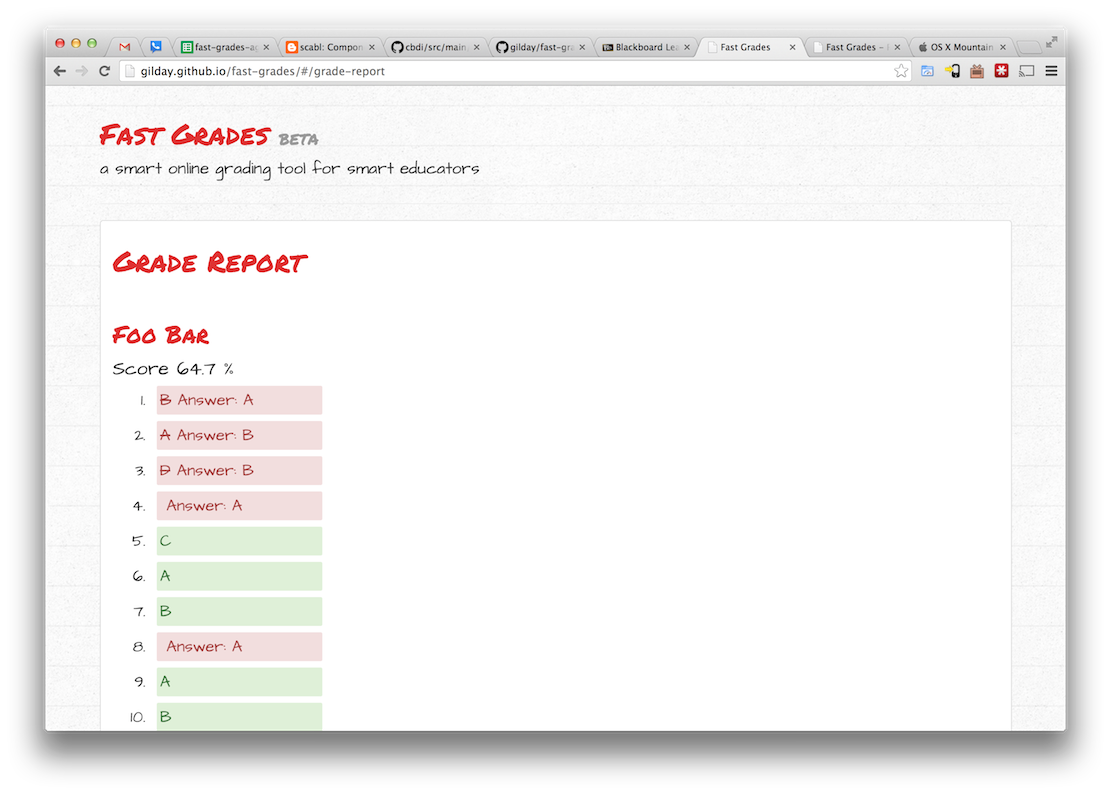 fast-grades-ag
scabl: Compon
cbdi/src/main
gilday/fast-gra
Blackboard Lea
Fast Grades
Fast Grades –
OS X Mountain
gilday.github.io/fast-grades/#/grade-report
Fast Grades BETA
a smart online grading tool for smart educators
Grade Report
Foo Bar
Score 64.7 %
1. B Answer: A
2. A Answer: B
3. D Answer: B
4. Answer: A
5. C
6. A
7. B
8. Answer: A
9. A
10. B